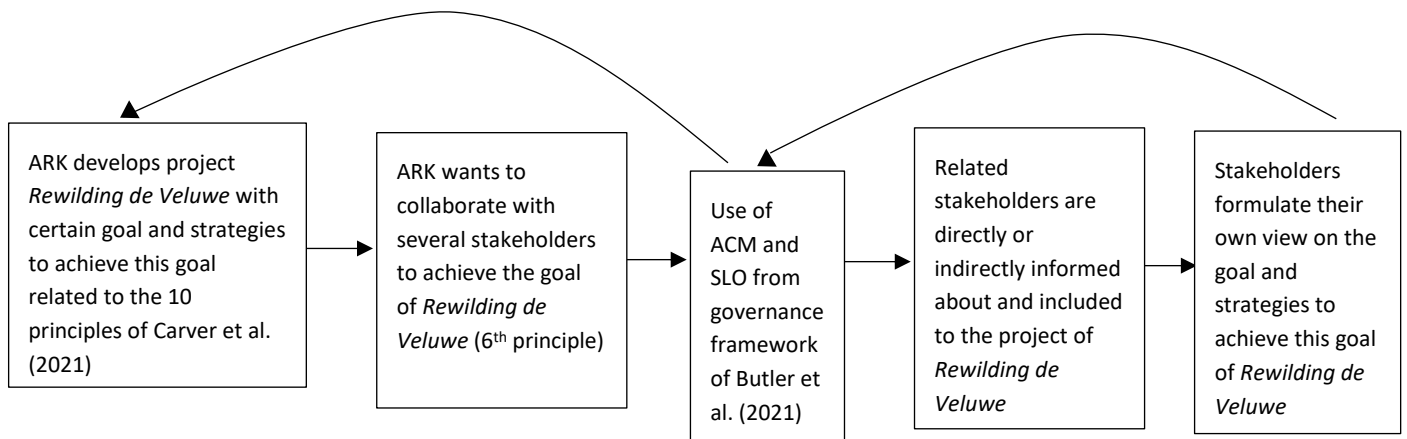 ARK develops project
Rewilding de Veluwe with
certain goal and strategies
to achieve this goal
related to the 10
principles of Carver et al.
(2021)
ARK wants to
collaborate with
several stakeholders
to achieve the goal
of Rewilding de
Veluwe (6th principle)
Use of
ACM and
SLO from
governance
framework
of Butler et
al. (2021)
Related
stakeholders are
directly or
indirectly informed
about and included
to the project of
Rewilding de
Veluwe
Stakeholders
formulate their
own view on the
goal and
strategies to
achieve this goal
of Rewilding de
Veluwe